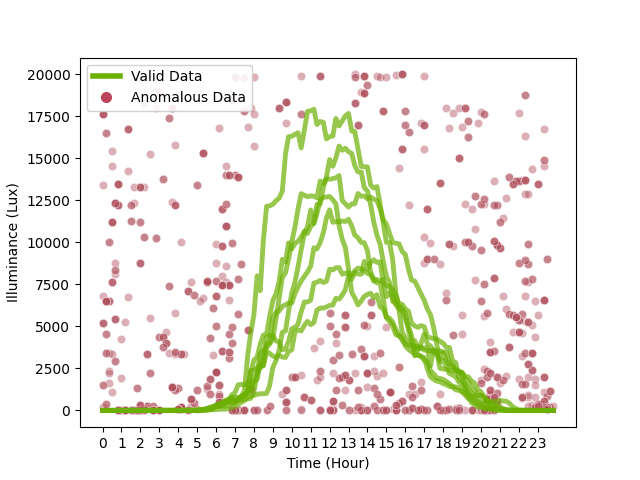 20000
17500
15000
12500
10000
7500
5000
2500
0
Illuminance (Lux)
Valid Data
Anomalous Data
0 1 2 3 4 5 6 7 8 9 10 11 12 13 14 15 16 17 18 19 20 21 22 23
Time (Hour)